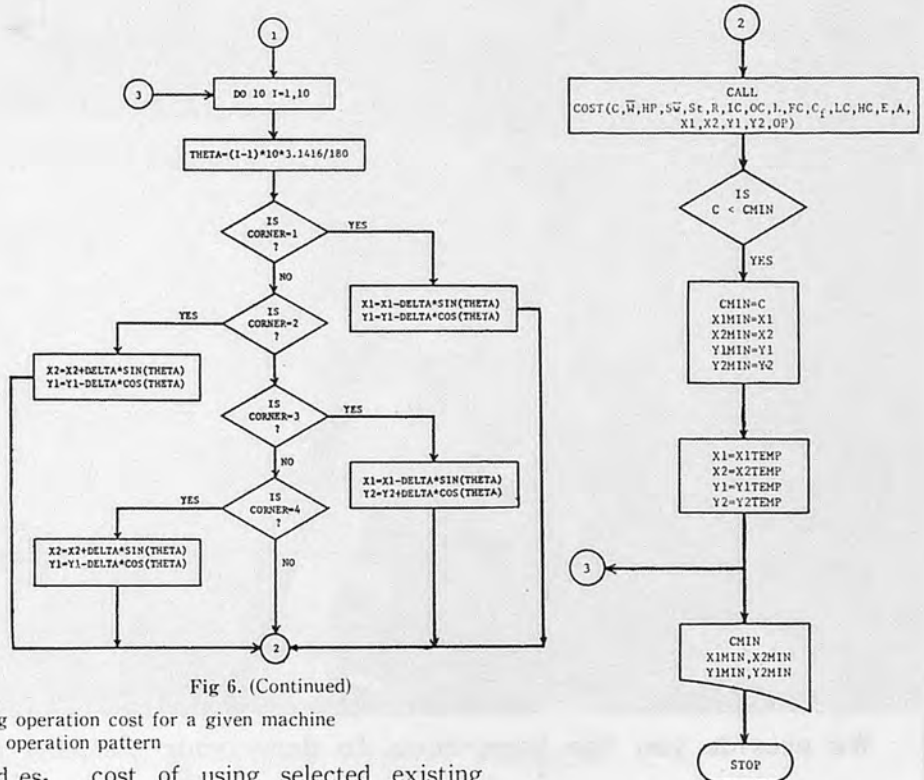 1
3
DO 10 I-1,10
THETA=(I-1)*10*3.1416/180
IS
CORNER=1
?
YES
NO
X1=X1-DELTA*SIN(THETA)
Y1=Y1-DELTA*COS(THETA)
IS
CORNER=2
?
YES
X2=X2+DELTA*SIN(THETA)
Y1=Y1-DELTA*COS(THETA)
IS
CORNER=3
?
YES
NO
X1=X1-DELTA*SIN(THETA)
Y2=Y2+DELTA*COS(THETA)
IS
CORNER=4
?
YES
NO
X2=X2+DELTA*SIN(THETA)
Y1=Y1-DELTA*COS(THETA)
2
Fig 6. (Continued)
g operation cost for a given machine
operation pattern
d es- cost of using selected existing
2
CALL
COST(C,W̅,HP,SW̅,St,R,IC,OC,L,FC,C_f,LC,HC,E,A,
X1,X2,Y1,Y2,OP)
IS
C < CMIN
YES
CMIN=C
X1MIN=X1
X2MIN=X2
Y1MIN=Y1
Y2MIN=Y2
X1=X1TEMP
X2=X2TEMP
Y1=Y1TEMP
Y2=Y2TEMP
3
CMIN
X1MIN,X2MIN
Y1MIN,Y2MIN
STOP